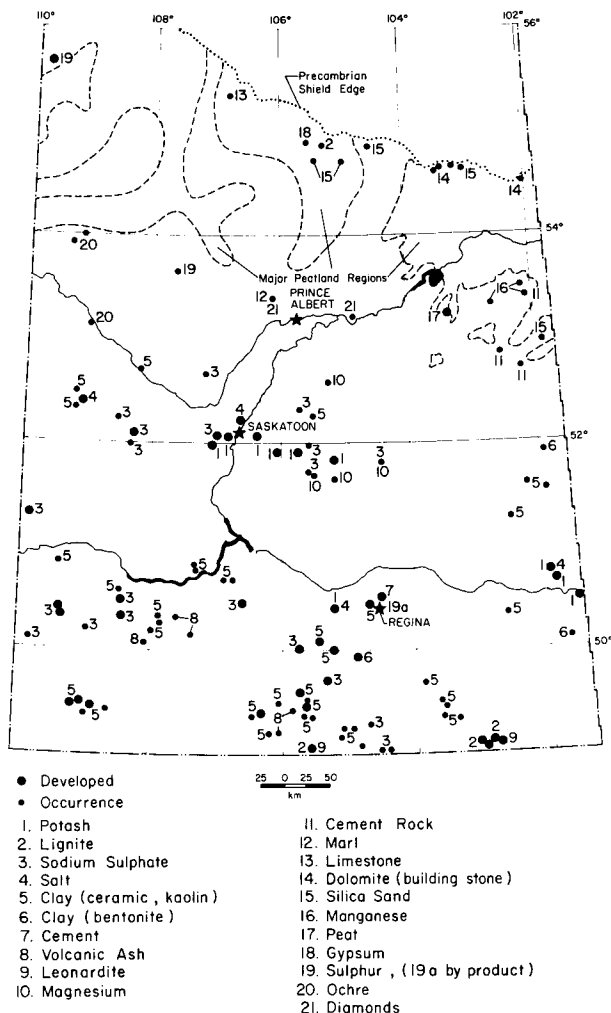 110° 108° 106° 104° 102°
56°
19
13
Precambrian
Shield Edge
18 2 15
15 14 15 14
54°
20
19
Major Peatland Regions
12 PRINCE
21 ALBERT
21
17
16
11
20
15
5
3
11
11
5
10
5 4
3
3
4
5
SASKATOON
3
3
3
52°
1 1 1 1 1
3 1 3
10 10 10
5
5
5
3
5
5
1 4
1
1
5
5
3
3
3
5
8
3
1
4
7
5 19a
REGINA
5
6
3
3
8
5
3
5
6
50°
3
5
5
5
5
5
5
8
5
3
5
5
3
5
2 9
2
2 9
● Developed
• Occurrence
25 0 25 50
km
1. Potash
2. Lignite
3. Sodium Sulphate
4. Salt
5. Clay (ceramic, kaolin)
6. Clay (bentonite)
7. Cement
8. Volcanic Ash
9. Leonardite
10. Magnesium
11. Cement Rock
12. Marl
13. Limestone
14. Dolomite (building stone)
15. Silica Sand
16. Manganese
17. Peat
18. Gypsum
19. Sulphur, (19a by product)
20. Ochre
21. Diamonds